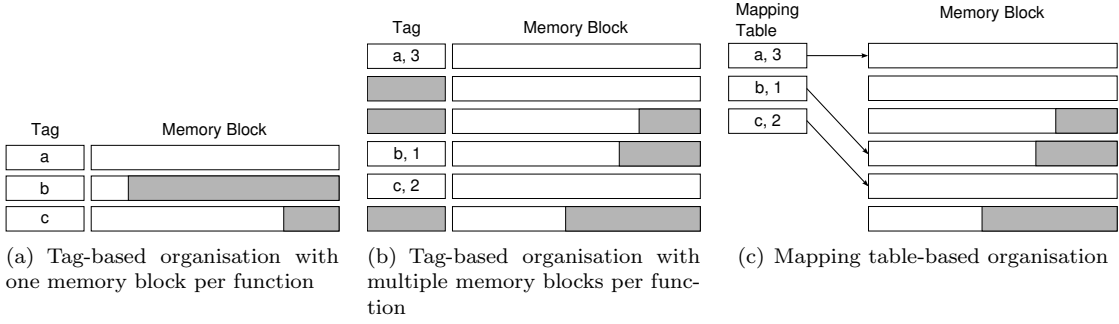 Tag Memory Block
a
b
c
(a) Tag-based organisation with
one memory block per function
Tag Memory Block
a, 3
b, 1
c, 2
(b) Tag-based organisation with
multiple memory blocks per func-
tion
Mapping
Table
Memory Block
a, 3
b, 1
c, 2
(c) Mapping table-based organisation